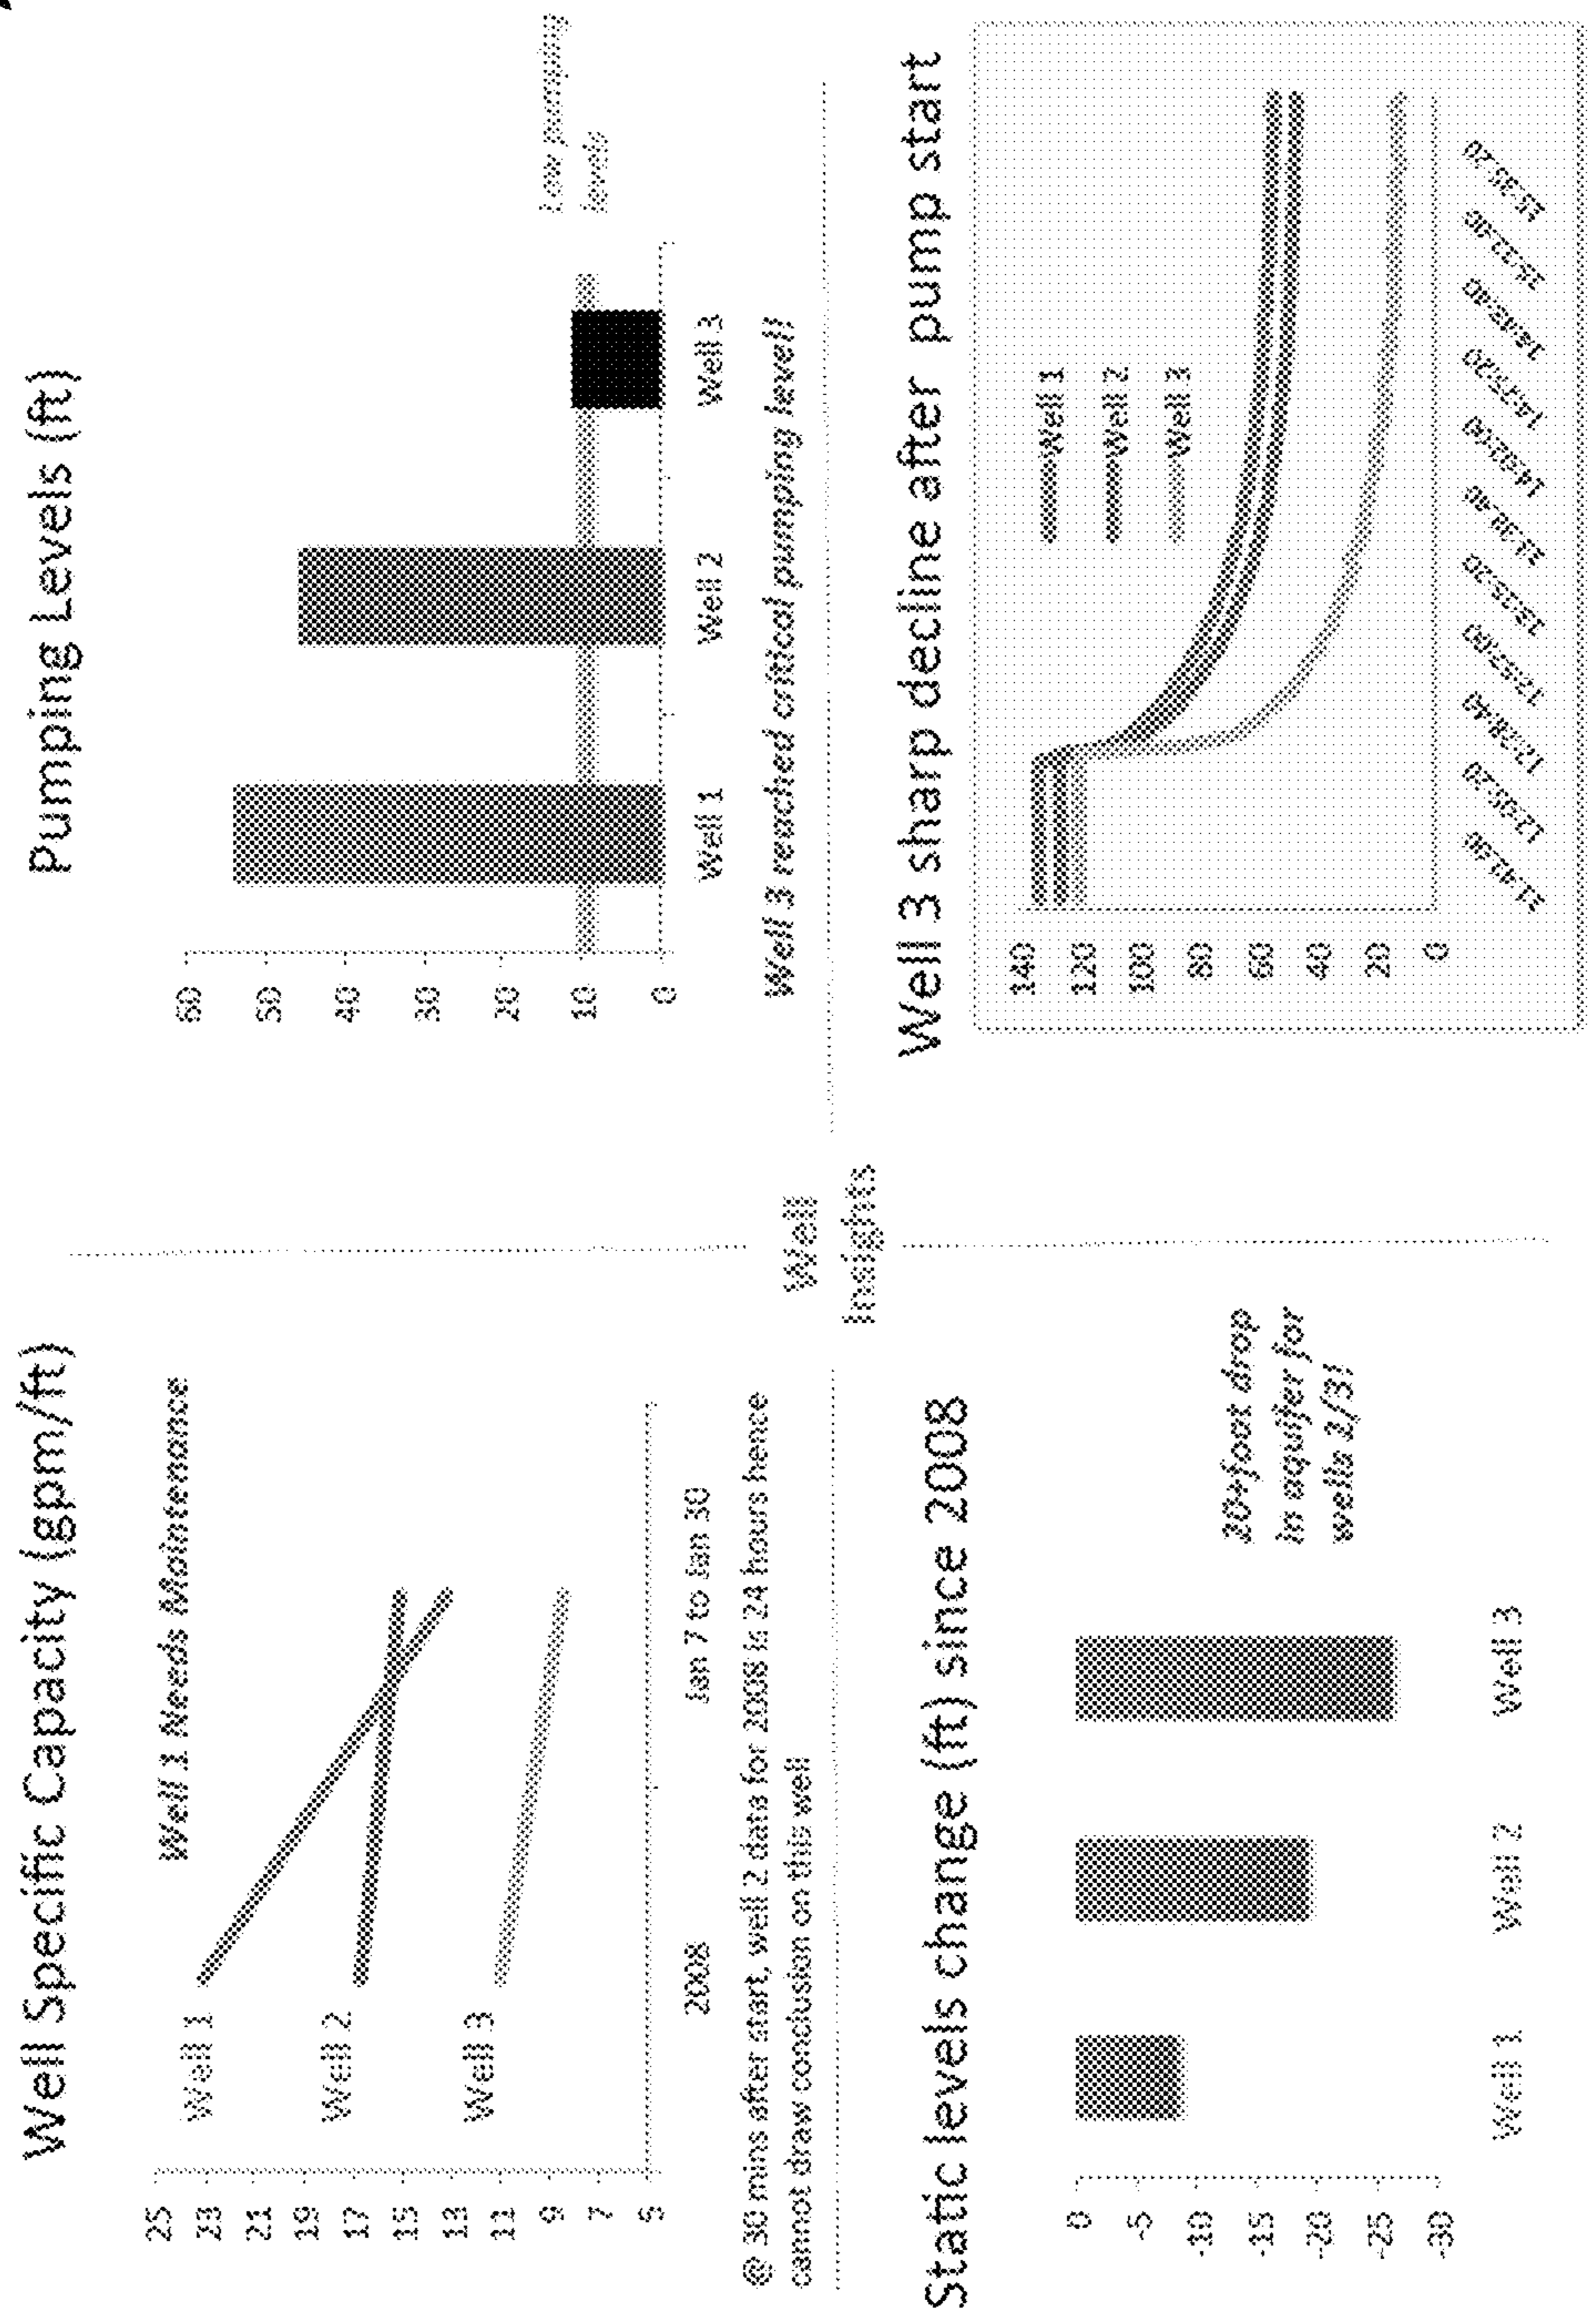 Well Specific Capacity (gpm/ft)
Well 1 Needs Maintenance
25
23
21
19
17
15
13
11
9
7
5
Well 1
Well 2
Well 3
2008
Jan 7 to Jan 30
@ 30 mins after start, well 2 data for 2008 is 24 hours hence
cannot draw conclusion on this well
Pumping Levels (ft)
60
50
40
30
20
10
0
Low pumping
levels
Well 1
Well 2
Well 3
Well 3 reached critical pumping level!
Well
Insights
Static levels change (ft) since 2008
0
-5
-10
-15
-20
-25
-30
Well 1
Well 2
Well 3
20+foot drop
in aquifer for
wells 2/3!
Well 3 sharp decline after pump start
140
120
100
80
60
40
20
0
Well 1
Well 2
Well 3